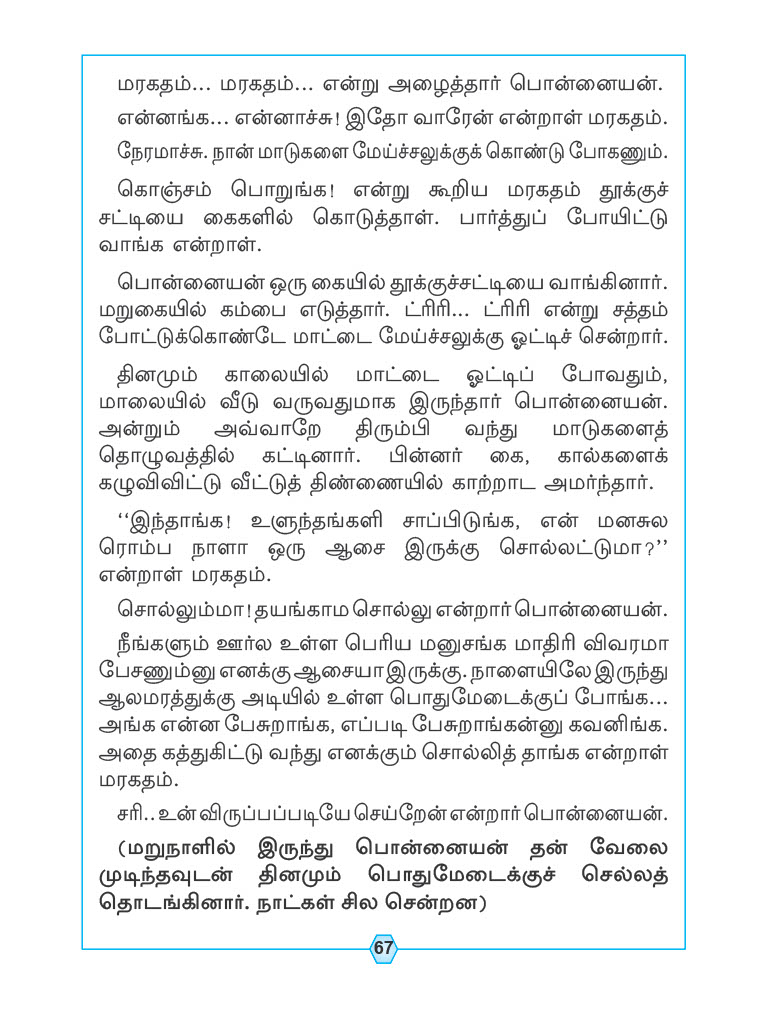 மரகதம்... மரகதம்... என்று அழைத்தார் பொன்னையன்.
என்னங்க... என்னாச்சு! இதோ வாரேன் என்றாள் மரகதம்.
நேரமாச்சு. நான் மாடுகளை மேய்ச்சலுக்குக் கொண்டு போகணும்.
கொஞ்சம் பொறுங்க! என்று கூறிய மரகதம் தூக்குச்
சட்டியை கைகளில் கொடுத்தாள். பார்த்துப் போயிட்டு
வாங்க என்றாள்.
பொன்னையன் ஒரு கையில் தூக்குச்சட்டியை வாங்கினார்.
மறுகையில் கம்பை எடுத்தார். ட்ரிரி... ட்ரிரி என்று சத்தம்
போட்டுக்கொண்டே மாட்டை மேய்ச்சலுக்கு ஓட்டிச் சென்றார்.
தினமும் காலையில் மாட்டை ஓட்டிப் போவதும்,
மாலையில் வீடு வருவதுமாக இருந்தார் பொன்னையன்.
அன்றும் அவ்வாறே திரும்பி வந்து மாடுகளைத்
தொழுவத்தில் கட்டினார். பின்னர் கை, கால்களைக்
கழுவிவிட்டு வீட்டுத் திண்ணையில் காற்றாட அமர்ந்தார்.
‘‘இந்தாங்க! உளுந்தங்களி சாப்பிடுங்க, என் மனசுல
ரொம்ப நாளா ஒரு ஆசை இருக்கு சொல்லட்டுமா?’’
என்றாள் மரகதம்.
சொல்லும்மா! தயங்காம சொல்லு என்றார் பொன்னையன்.
நீங்களும் ஊர்ல உள்ள பெரிய மனுசங்க மாதிரி விவரமா
பேசணும்னு எனக்கு ஆசையா இருக்கு. நாளையிலே இருந்து
ஆலமரத்துக்கு அடியில் உள்ள பொதுமேடைக்குப் போங்க...
அங்க என்ன பேசுறாங்க, எப்படி பேசுறாங்கன்னு கவனிங்க.
அதை கத்துகிட்டு வந்து எனக்கும் சொல்லித் தாங்க என்றாள்
மரகதம்.
சரி.. உன் விருப்பப்படியே செய்றேன் என்றார் பொன்னையன்.
(மறுநாளில் இருந்து பொன்னையன் தன் வேலை
முடிந்தவுடன் தினமும் பொதுமேடைக்குச் செல்லத்
தொடங்கினார். நாட்கள் சில சென்றன)
67